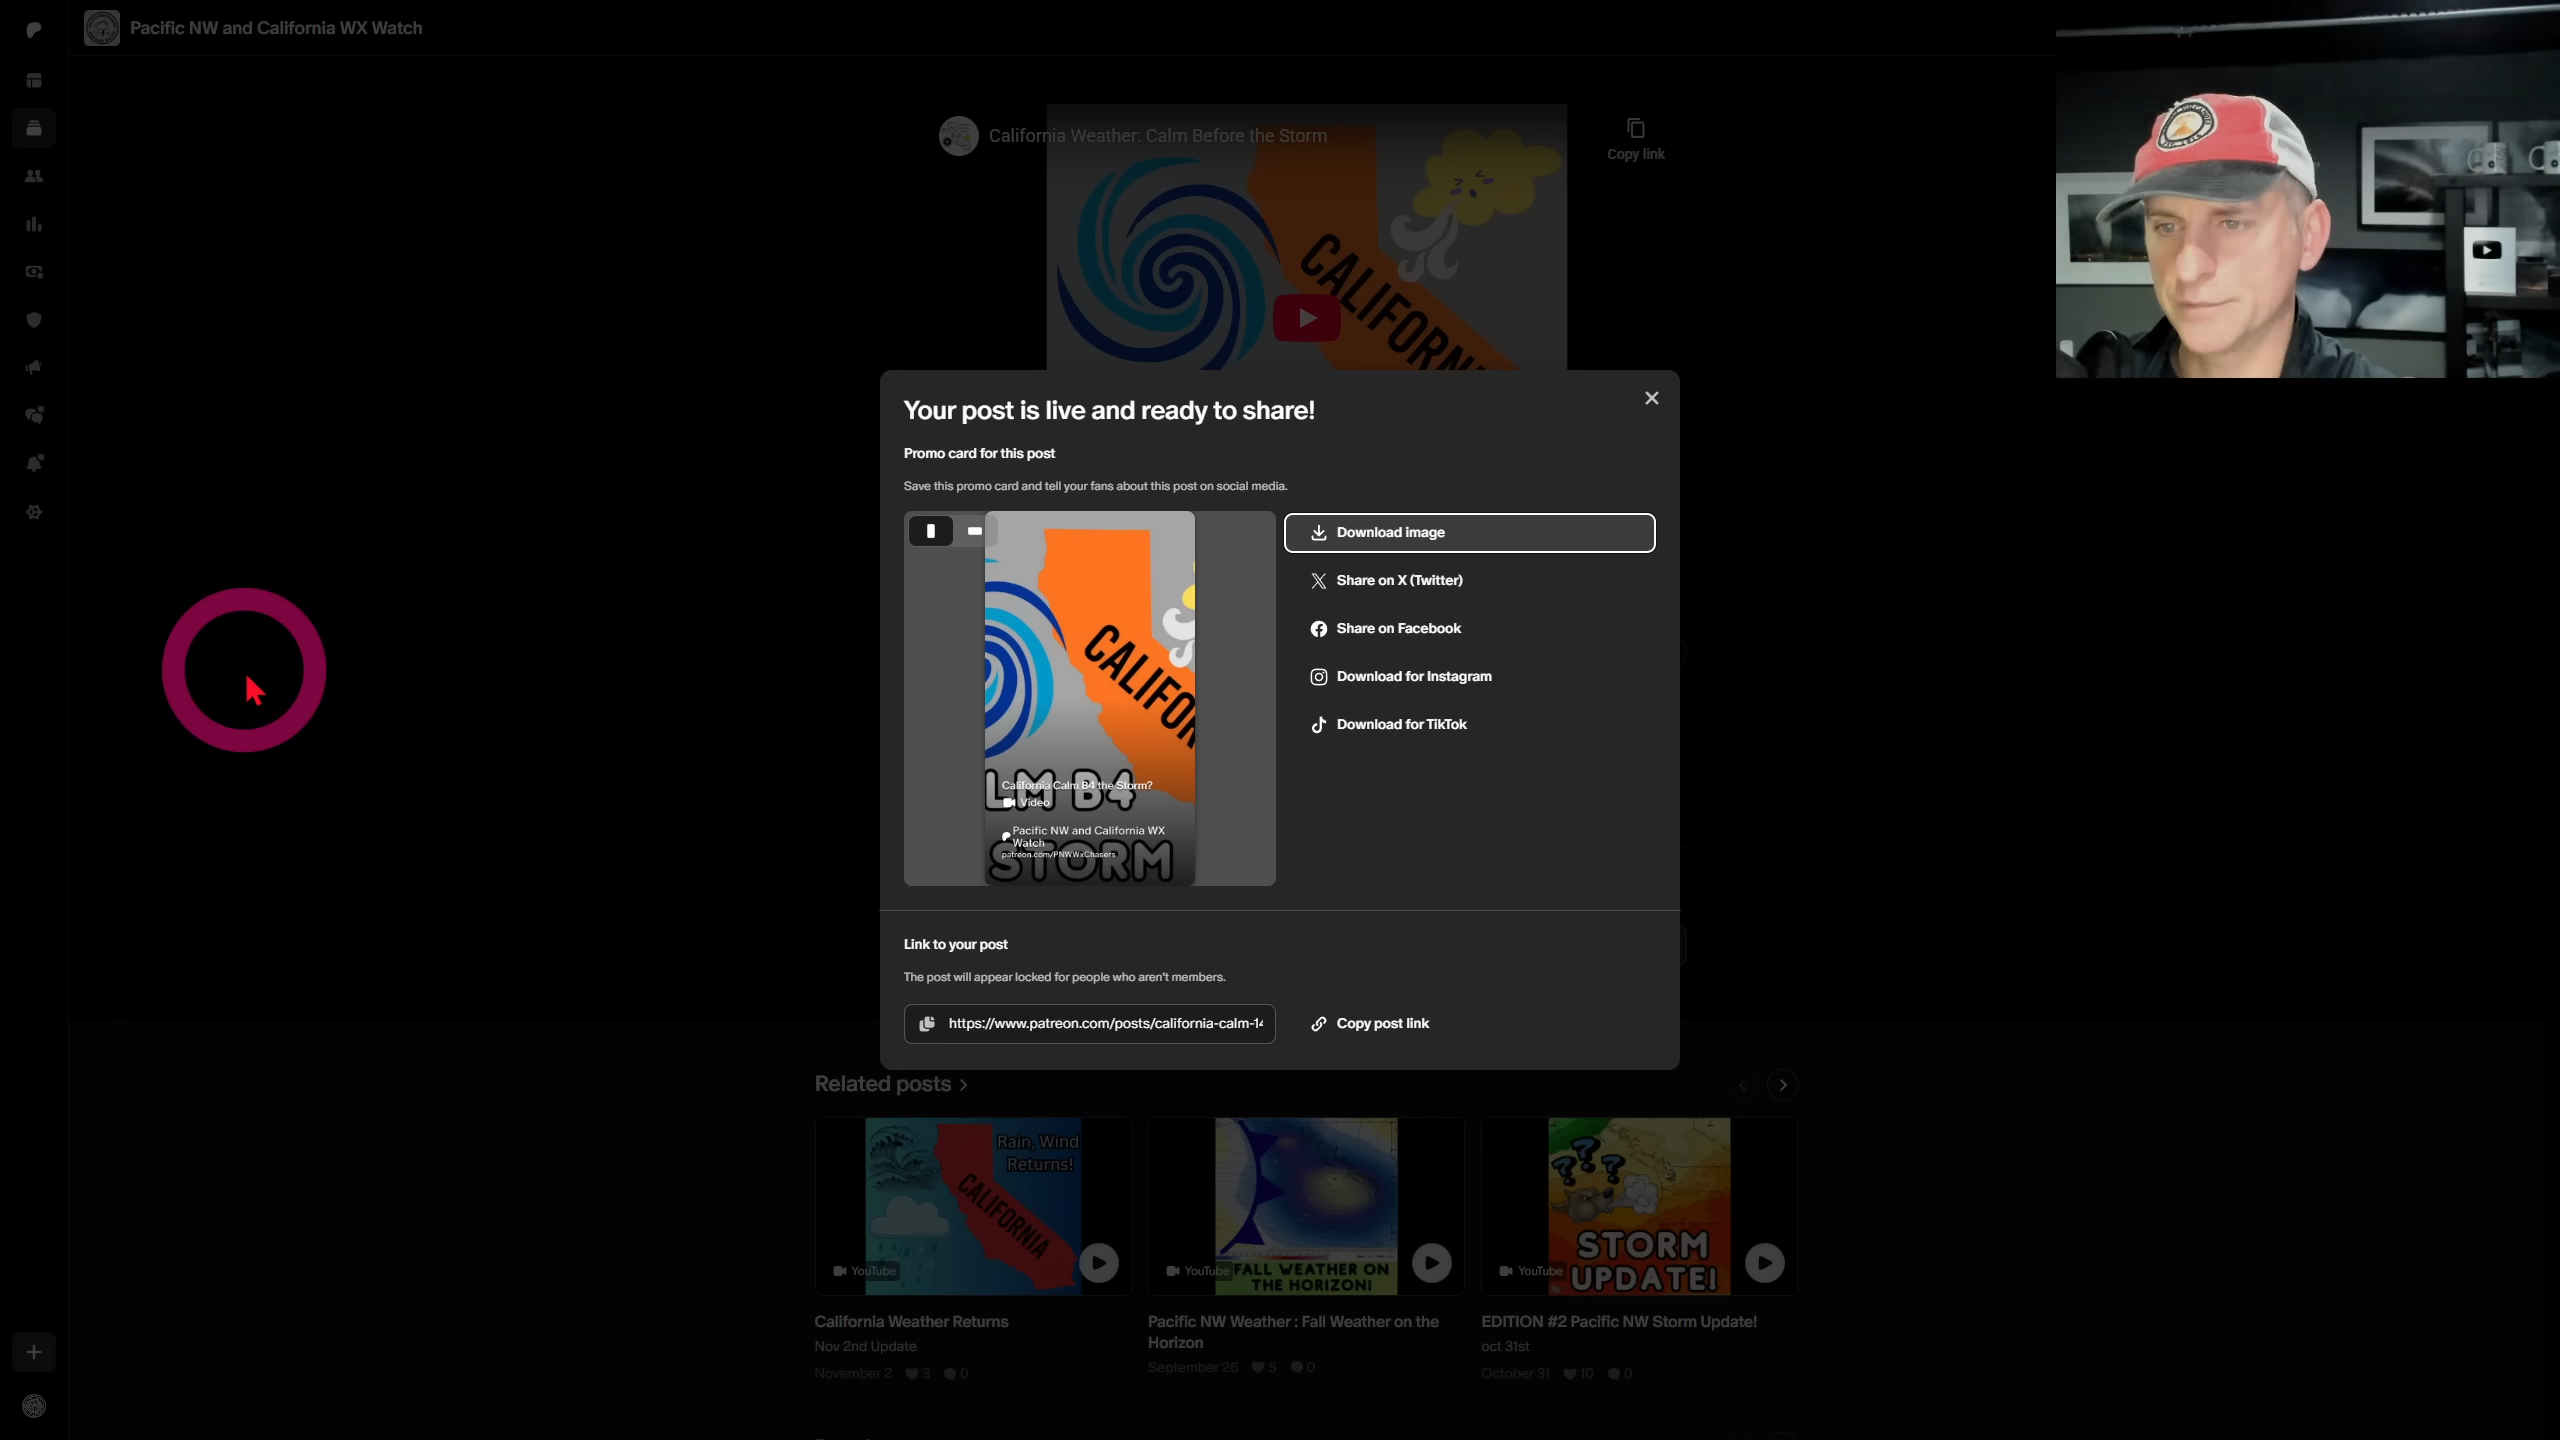 Pacific NW and California WX Watch
California Weather: Calm Before the Storm
Copy link
CALIFORNI
Your post is live and ready to share!
Promo card for this post
Save this promo card and tell your fans about this post on social media.
CALIFOR
LM B4
California Calm B4 the Storm?
Video
Pacific NW and California WX
Watch
patreon.com/PNWWxChasers
STORM
Download image
Share on X (Twitter)
Share on Facebook
Download for Instagram
Download for TikTok
Link to your post
The post will appear locked for people who aren't members.
https://www.patreon.com/posts/california-calm-14
Copy post link
Related posts
Rain, Wind
Returns!
CALIFORNIA
YouTube
California Weather Returns
Nov 2nd Update
November 2 3 0
YouTube
FALL WEATHER ON
THE HORIZON!
Pacific NW Weather : Fall Weather on the
Horizon
September 26 5 0
???
STORM
UPDATE!
YouTube
EDITION #2 Pacific NW Storm Update!
oct 31st
October 31 10 0